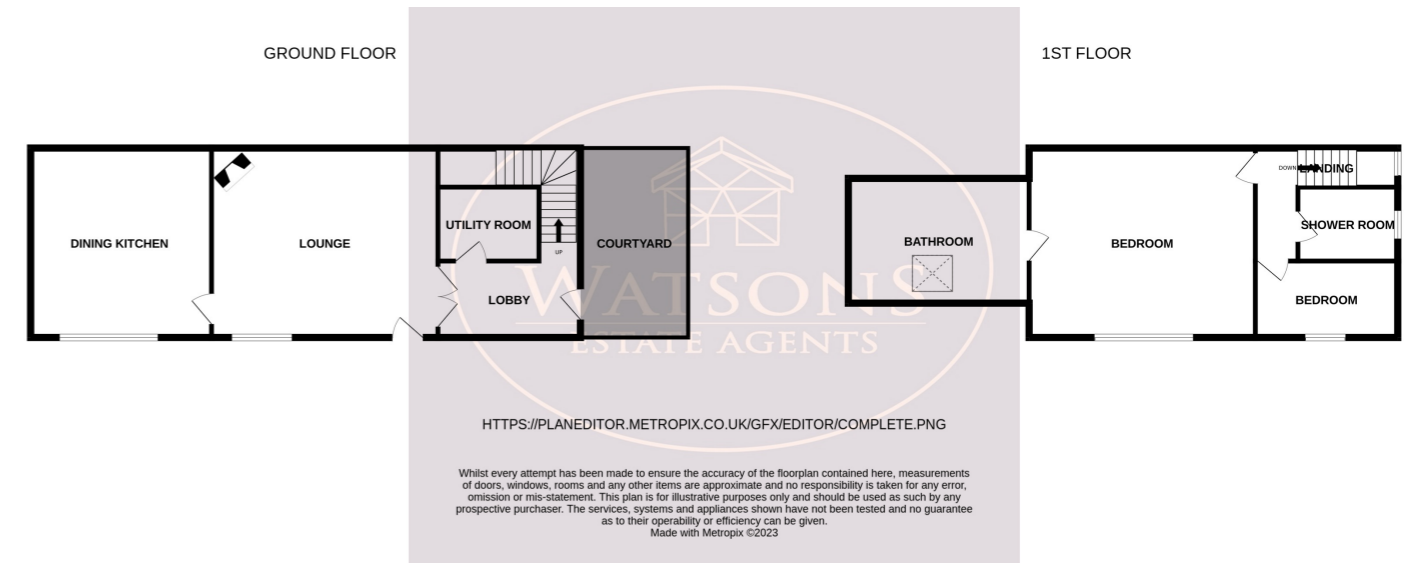 GROUND FLOOR
1ST FLOOR
DINING KITCHEN
LOUNGE
UTILITY ROOM
UP
LOBBY
COURTYARD
BATHROOM
BEDROOM
DOWN
LANDING
SHOWER ROOM
BEDROOM
WATSONS
ESTATE AGENTS
HTTPS://PLANEDITOR.METROPIX.CO.UK/GFX/EDITOR/COMPLETE.PNG
Whilst every attempt has been made to ensure the accuracy of the floorplan contained here, measurements
of doors, windows, rooms and any other items are approximate and no responsibility is taken for any error,
omission or mis-statement. This plan is for illustrative purposes only and should be used as such by any
prospective purchaser. The services, systems and appliances shown have not been tested and no guarantee
as to their operability or efficiency can be given.
Made with Metropix ©2023